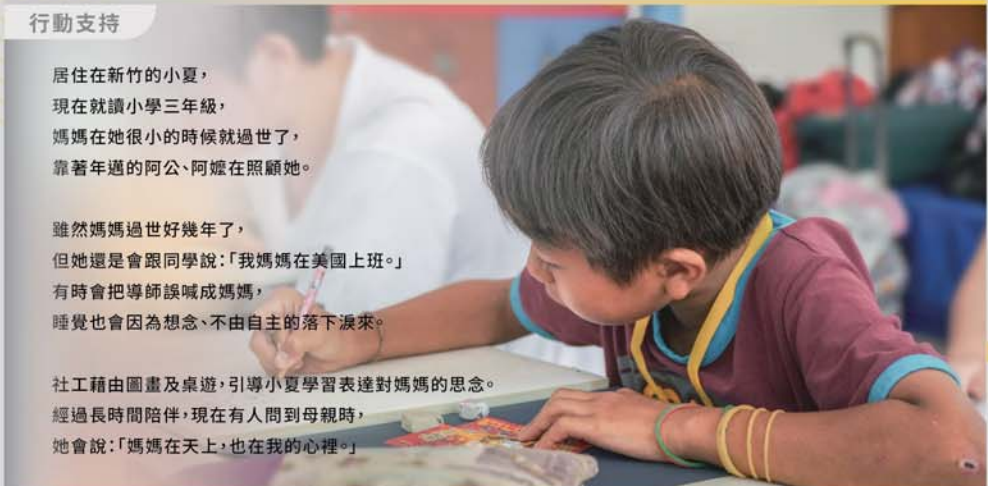 行動支持
居住在新竹的小夏，
現在就讀小學三年級，
媽媽在她很小的時候就過世了，
靠著年邁的阿公、阿嬤在照顧她。
雖然媽媽過世好幾年了，
但她還是會跟同學說：「我媽媽在美國上班。」
有時會把導師誤喊成媽媽，
睡覺也會因為想念、不由自主的落下淚來。
社工藉由圖畫及桌遊，引導小夏學習表達對媽媽的思念。
經過長時間陪伴，現在有人問到母親時，
她會說：「媽媽在天上，也在我的心裡。」